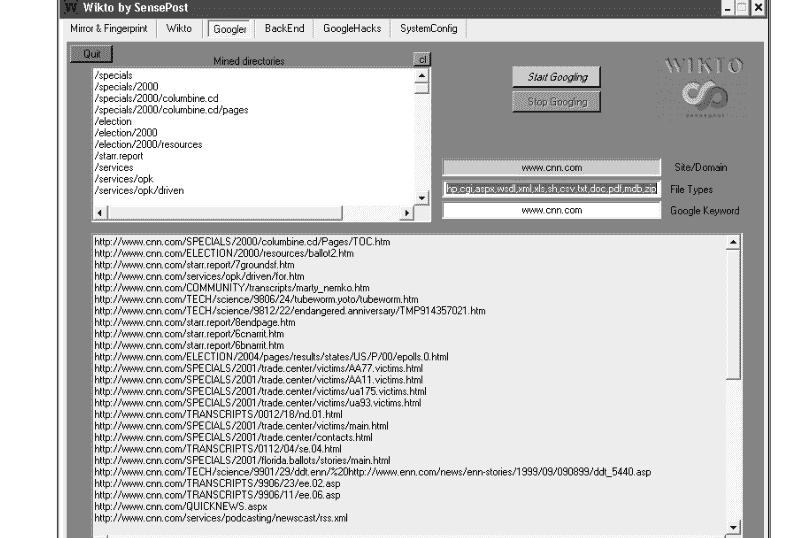 Wikto by SensePost
Mirror & Fingerprint Wikto Googler BackEnd GoogleHacks SystemConfig
Quit
Mined directories
cl
/specials
/specials/2000
/specials/2000/columbine.cd
/specials/2000/columbine.cd/pages
/election
/election/2000
/election/2000/resources
/starr.report
/services
/services/opk
/services/opk/driven
Start Googling
Stop Googling
WIKTO
sensepost
www.cnn.com Site/Domain
hp,cgi,aspx,wsdl,xml,xls,sh,csv,txt,doc,pdf,mdb,zip File Types
www.cnn.com Google Keyword
http://www.cnn.com/SPECIALS/2000/columbine.cd/Pages/TOC.htm
http://www.cnn.com/ELECTION/2000/resources/ballot2.htm
http://www.cnn.com/starr.report/7groundsf.htm
http://www.cnn.com/services/opk/driven/for.htm
http://www.cnn.com/COMMUNITY/transcripts/marty_nemko.htm
http://www.cnn.com/TECH/science/9806/24/tubeworm.yoto/tubeworm.htm
http://www.cnn.com/TECH/science/9812/22/endangered.anniversary/TMP914357021.htm
http://www.cnn.com/starr.report/8endpage.htm
http://www.cnn.com/starr.report/6cnarrit.htm
http://www.cnn.com/starr.report/6bnarrit.htm
http://www.cnn.com/ELECTION/2004/pages/results/states/US/P/00/epolls.0.html
http://www.cnn.com/SPECIALS/2001/trade.center/victims/AA77.victims.html
http://www.cnn.com/SPECIALS/2001/trade.center/victims/AA11.victims.html
http://www.cnn.com/SPECIALS/2001/trade.center/victims/ua175.victims.html
http://www.cnn.com/SPECIALS/2001/trade.center/victims/ua93.victims.html
http://www.cnn.com/TRANSCRIPTS/0012/18/nd.01.html
http://www.cnn.com/SPECIALS/2001/trade.center/victims/main.html
http://www.cnn.com/SPECIALS/2001/trade.center/contacts.html
http://www.cnn.com/TRANSCRIPTS/0112/04/se.04.html
http://www.cnn.com/SPECIALS/2001/florida.ballots/stories/main.html
http://www.cnn.com/TECH/science/9901/29/ddt.enn/%20http://www.enn.com/news/enn-stories/1999/09/090899/ddt_5440.asp
http://www.cnn.com/TRANSCRIPTS/9906/23/ee.02.asp
http://www.cnn.com/TRANSCRIPTS/9906/11/ee.06.asp
http://www.cnn.com/QUICKNEWS.aspx
http://www.cnn.com/services/podcasting/newscast/rss.xml